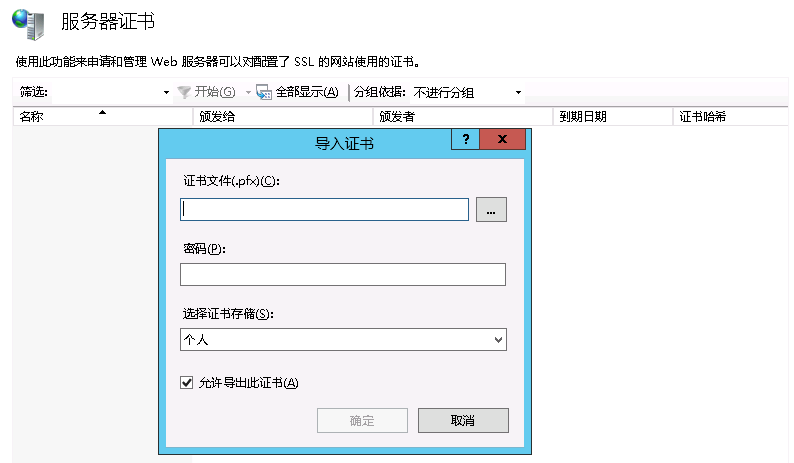 服务器证书
使用此功能来申请和管理 Web 服务器可以对配置了 SSL 的网站使用的证书。
筛选: 开始(G) 全部显示(A) 分组依据: 不进行分组
名称 颁发给 颁发者 到期日期 证书哈希
导入证书 ? X
证书文件(.pfx)(C):
...
密码(P):
选择证书存储(S):
个人
允许导出此证书(A)
确定 取消